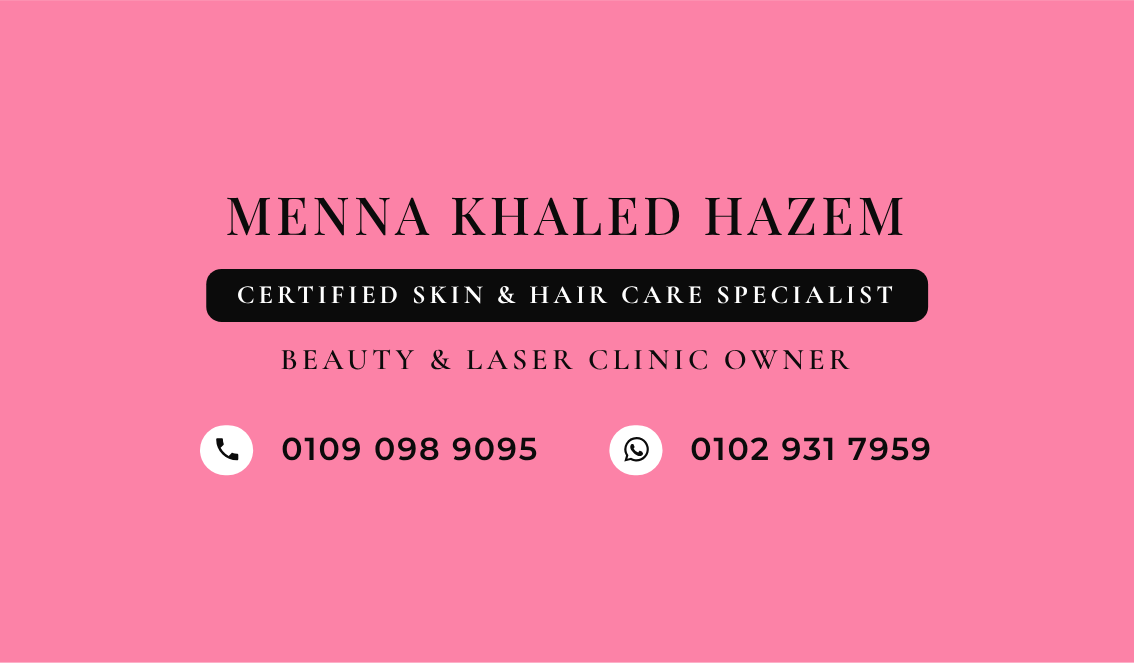 MENNA KHALED HAZEM
CERTIFIED SKIN & HAIR CARE SPECIALIST
BEAUTY & LASER CLINIC OWNER
0109 098 9095 0102 931 7959